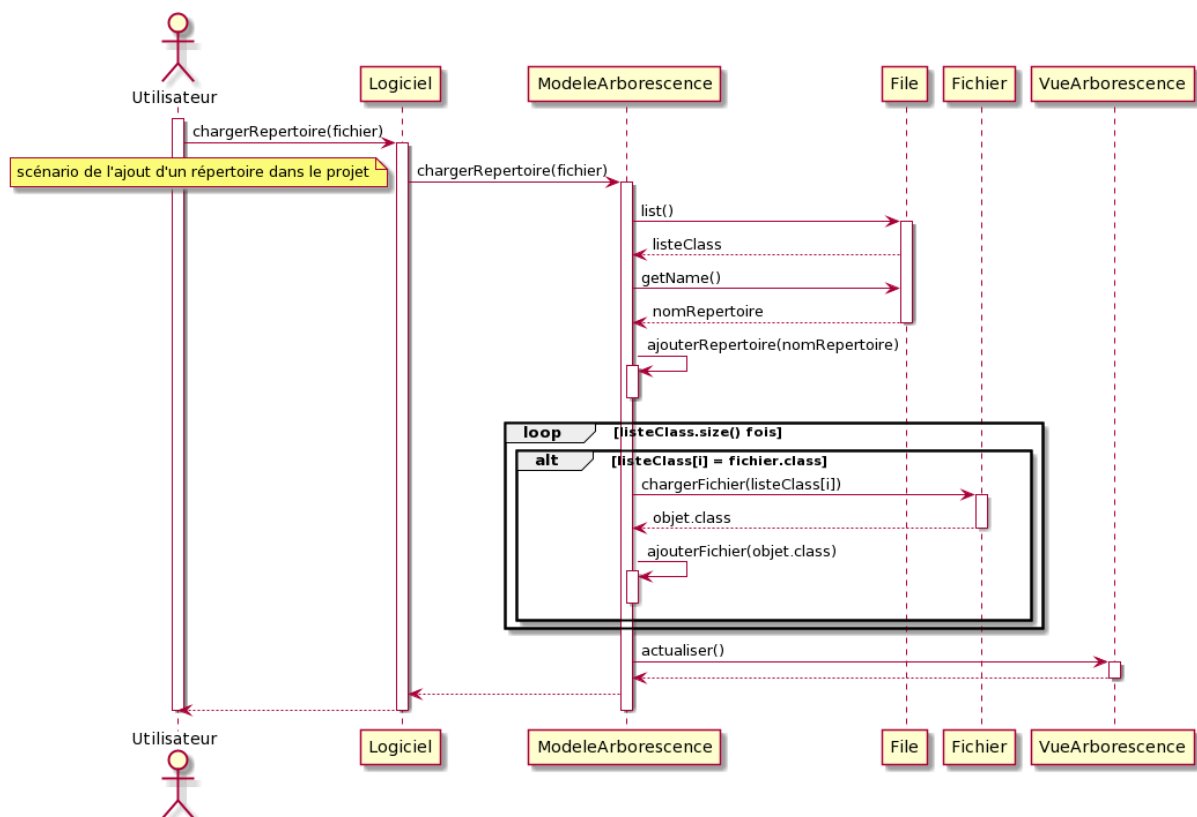 Utilisateur
Logiciel
ModeleArborescence
File
Fichier
VueArborescence
chargerRepertoire(fichier)
scénario de l'ajout d'un répertoire dans le projet
chargerRepertoire(fichier)
list()
listeClass
getName()
nomRepertoire
ajouterRepertoire(nomRepertoire)
loop [listeClass.size() fois]
alt [listeClass[i] = fichier.class]
chargerFichier(listeClass[i])
objet.class
ajouterFichier(objet.class)
actualiser()
Utilisateur
Logiciel
ModeleArborescence
File
Fichier
VueArborescence